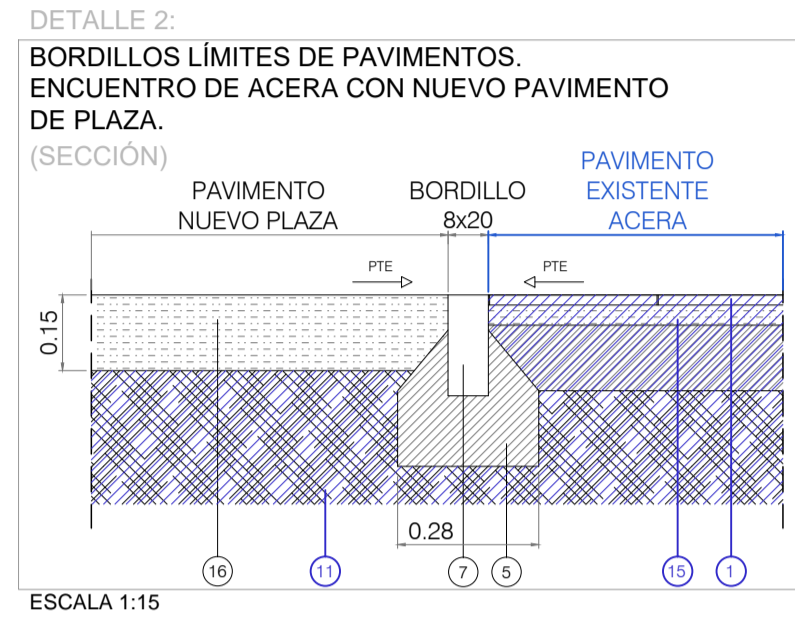 DETALLE 2:
BORDILLOS LÍMITES DE PAVIMENTOS.
ENCUENTRO DE ACERA CON NUEVO PAVIMENTO
DE PLAZA.
(SECCIÓN)
PAVIMENTO
NUEVO PLAZA
BORDILLO
8x20
PAVIMENTO
EXISTENTE
ACERA
PTE
PTE
0.15
0.28
16
11
7
5
15
1
ESCALA 1:15